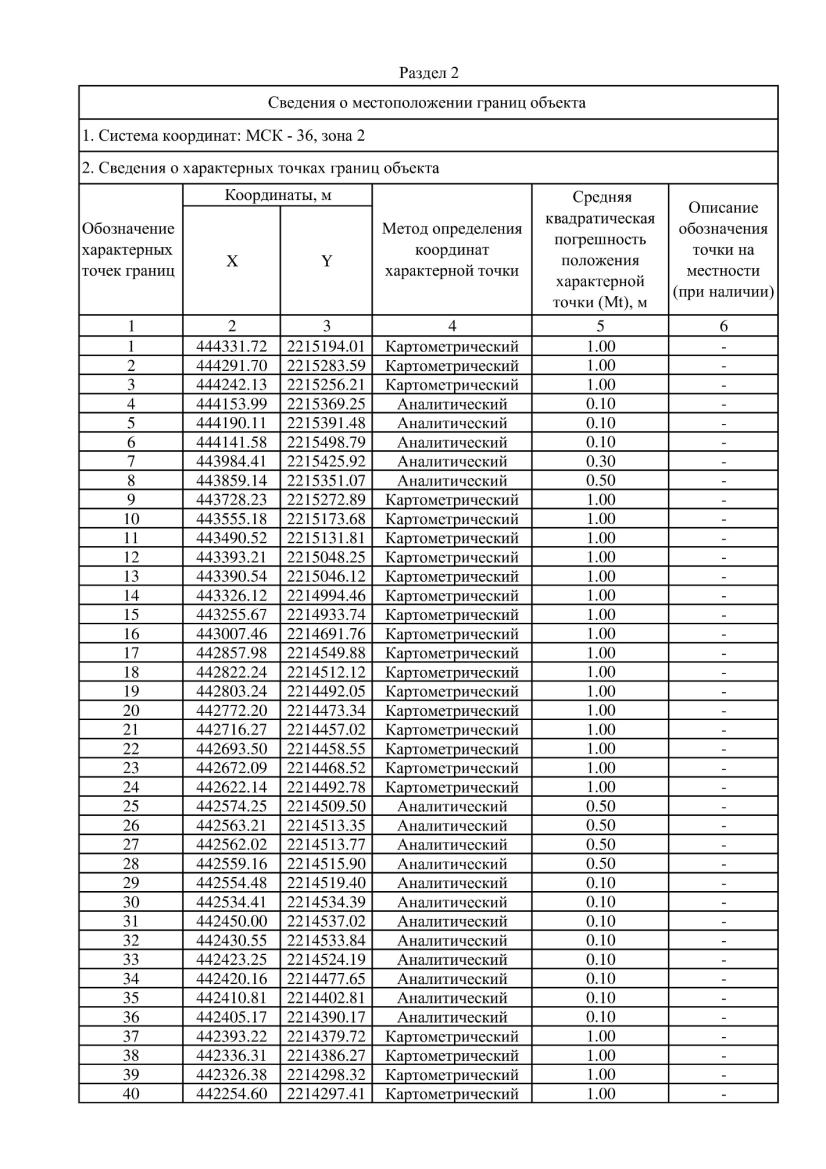 Раздел 2
Сведения о местоположении границ объекта
1. Система координат: МСК - 36, зона 2
2. Сведения о характерных точках границ объекта
Обозначение
характерных
точек границ
Координаты, м
X
Y
Метод определения
координат
характерной точки
Средняя
квадратическая
погрешность
положения
характерной
точки (Mt), м
Описание
обозначения
точки на
местности
(при наличии)
1 2 3 4 5 6
1 444331.72 2215194.01 Картометрический 1.00 -
2 444291.70 2215283.59 Картометрический 1.00 -
3 444242.13 2215256.21 Картометрический 1.00 -
4 444153.99 2215369.25 Аналитический 0.10 -
5 444190.11 2215391.48 Аналитический 0.10 -
6 444141.58 2215498.79 Аналитический 0.10 -
7 443984.41 2215425.92 Аналитический 0.30 -
8 443859.14 2215351.07 Аналитический 0.50 -
9 443728.23 2215272.89 Картометрический 1.00 -
10 443555.18 2215173.68 Картометрический 1.00 -
11 443490.52 2215131.81 Картометрический 1.00 -
12 443393.21 2215048.25 Картометрический 1.00 -
13 443390.54 2215046.12 Картометрический 1.00 -
14 443326.12 2214994.46 Картометрический 1.00 -
15 443255.67 2214933.74 Картометрический 1.00 -
16 443007.46 2214691.76 Картометрический 1.00 -
17 442857.98 2214549.88 Картометрический 1.00 -
18 442822.24 2214512.12 Картометрический 1.00 -
19 442803.24 2214492.05 Картометрический 1.00 -
20 442772.20 2214473.34 Картометрический 1.00 -
21 442716.27 2214457.02 Картометрический 1.00 -
22 442693.50 2214458.55 Картометрический 1.00 -
23 442672.09 2214468.52 Картометрический 1.00 -
24 442622.14 2214492.78 Картометрический 1.00 -
25 442574.25 2214509.50 Аналитический 0.50 -
26 442563.21 2214513.35 Аналитический 0.50 -
27 442562.02 2214513.77 Аналитический 0.50 -
28 442559.16 2214515.90 Аналитический 0.50 -
29 442554.48 2214519.40 Аналитический 0.10 -
30 442534.41 2214534.39 Аналитический 0.10 -
31 442450.00 2214537.02 Аналитический 0.10 -
32 442430.55 2214533.84 Аналитический 0.10 -
33 442423.25 2214524.19 Аналитический 0.10 -
34 442420.16 2214477.65 Аналитический 0.10 -
35 442410.81 2214402.81 Аналитический 0.10 -
36 442405.17 2214390.17 Аналитический 0.10 -
37 442393.22 2214379.72 Картометрический 1.00 -
38 442336.31 2214386.27 Картометрический 1.00 -
39 442326.38 2214298.32 Картометрический 1.00 -
40 442254.60 2214297.41 Картометрический 1.00 -